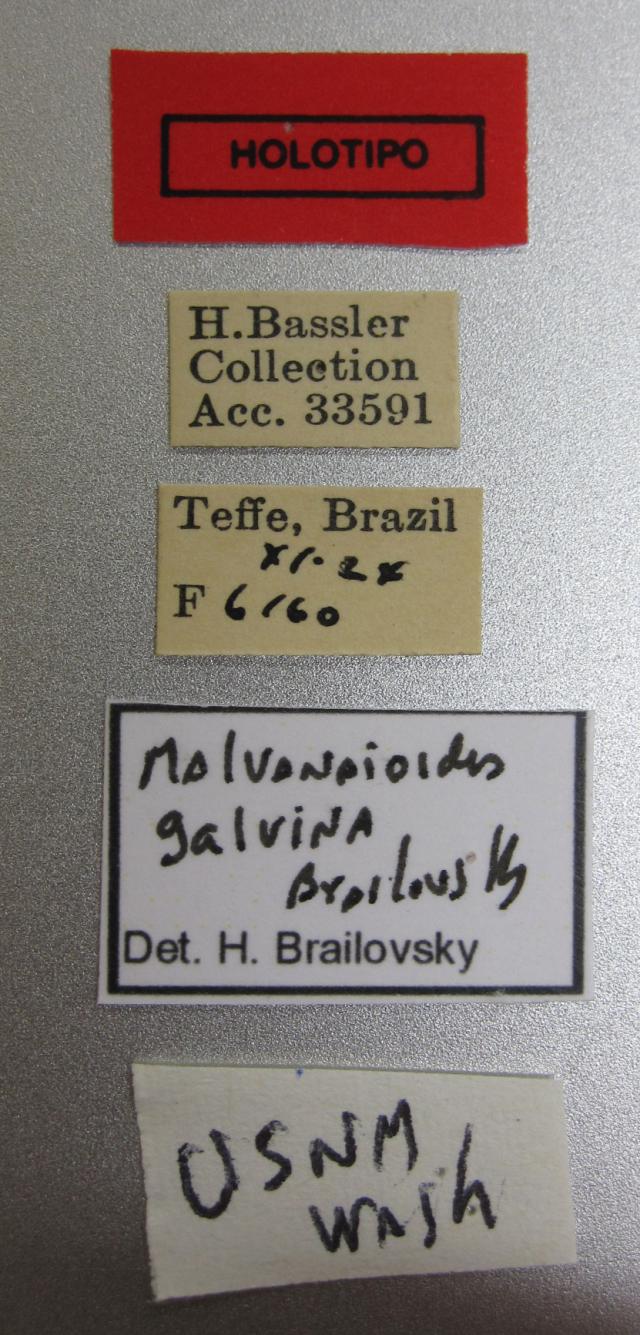 HOLOTIPO
H.Bassler
Collection
Acc. 33591
Teffe, Brazil
XI-2x
F 6160
Malvanaioides
galvina
Brailovsky
Det. H. Brailovsky
USNM
Wash